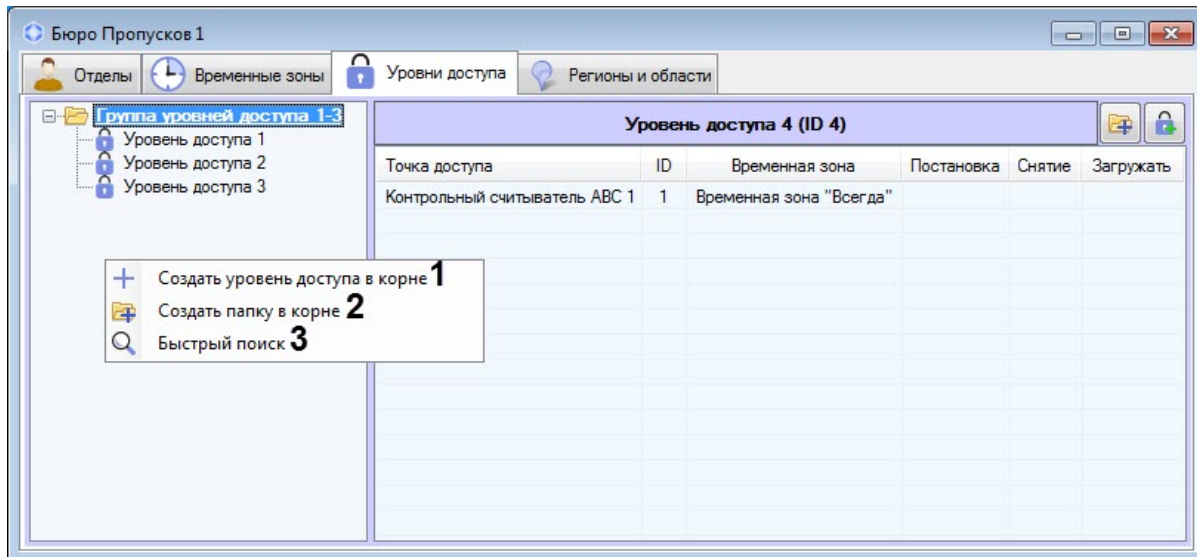 Бюро Пропусков 1
Отделы Временные зоны Уровни доступа Регионы и области
Группа уровней доступа 1-3
Уровень доступа 1
Уровень доступа 2
Уровень доступа 3
Уровень доступа 4 (ID 4)
Точка доступа ID Временная зона Постановка Снятие Загружать
Контрольный считыватель ABC 1 1 Временная зона "Всегда"
Создать уровень доступа в корне 1
Создать папку в корне 2
Быстрый поиск 3